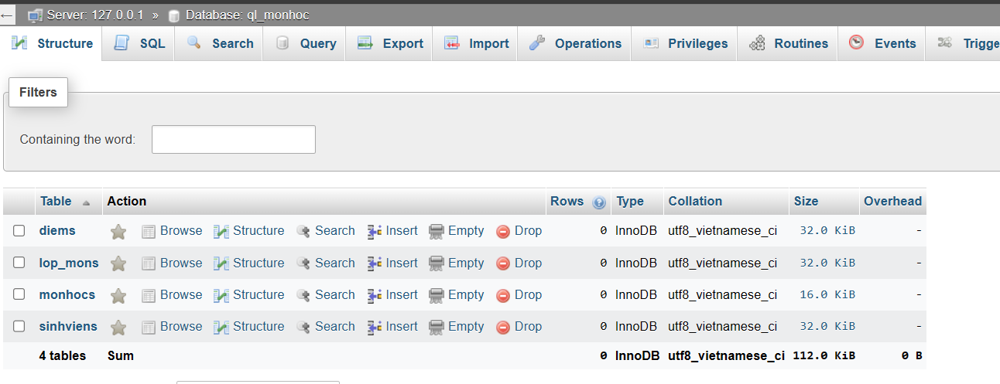 ← Server: 127.0.0.1 » Database: ql_monhoc
Structure SQL Search Query Export Import Operations Privileges Routines Events Trigge
Filters
Containing the word:
Table Action Rows Type Collation Size Overhead
diems Browse Structure Search Insert Empty Drop 0 InnoDB utf8_vietnamese_ci 32.0 KiB -
lop_mons Browse Structure Search Insert Empty Drop 0 InnoDB utf8_vietnamese_ci 32.0 KiB -
monhocs Browse Structure Search Insert Empty Drop 0 InnoDB utf8_vietnamese_ci 16.0 KiB -
sinhviens Browse Structure Search Insert Empty Drop 0 InnoDB utf8_vietnamese_ci 32.0 KiB -
4 tables Sum 0 InnoDB utf8_vietnamese_ci 112.0 KiB 0 B